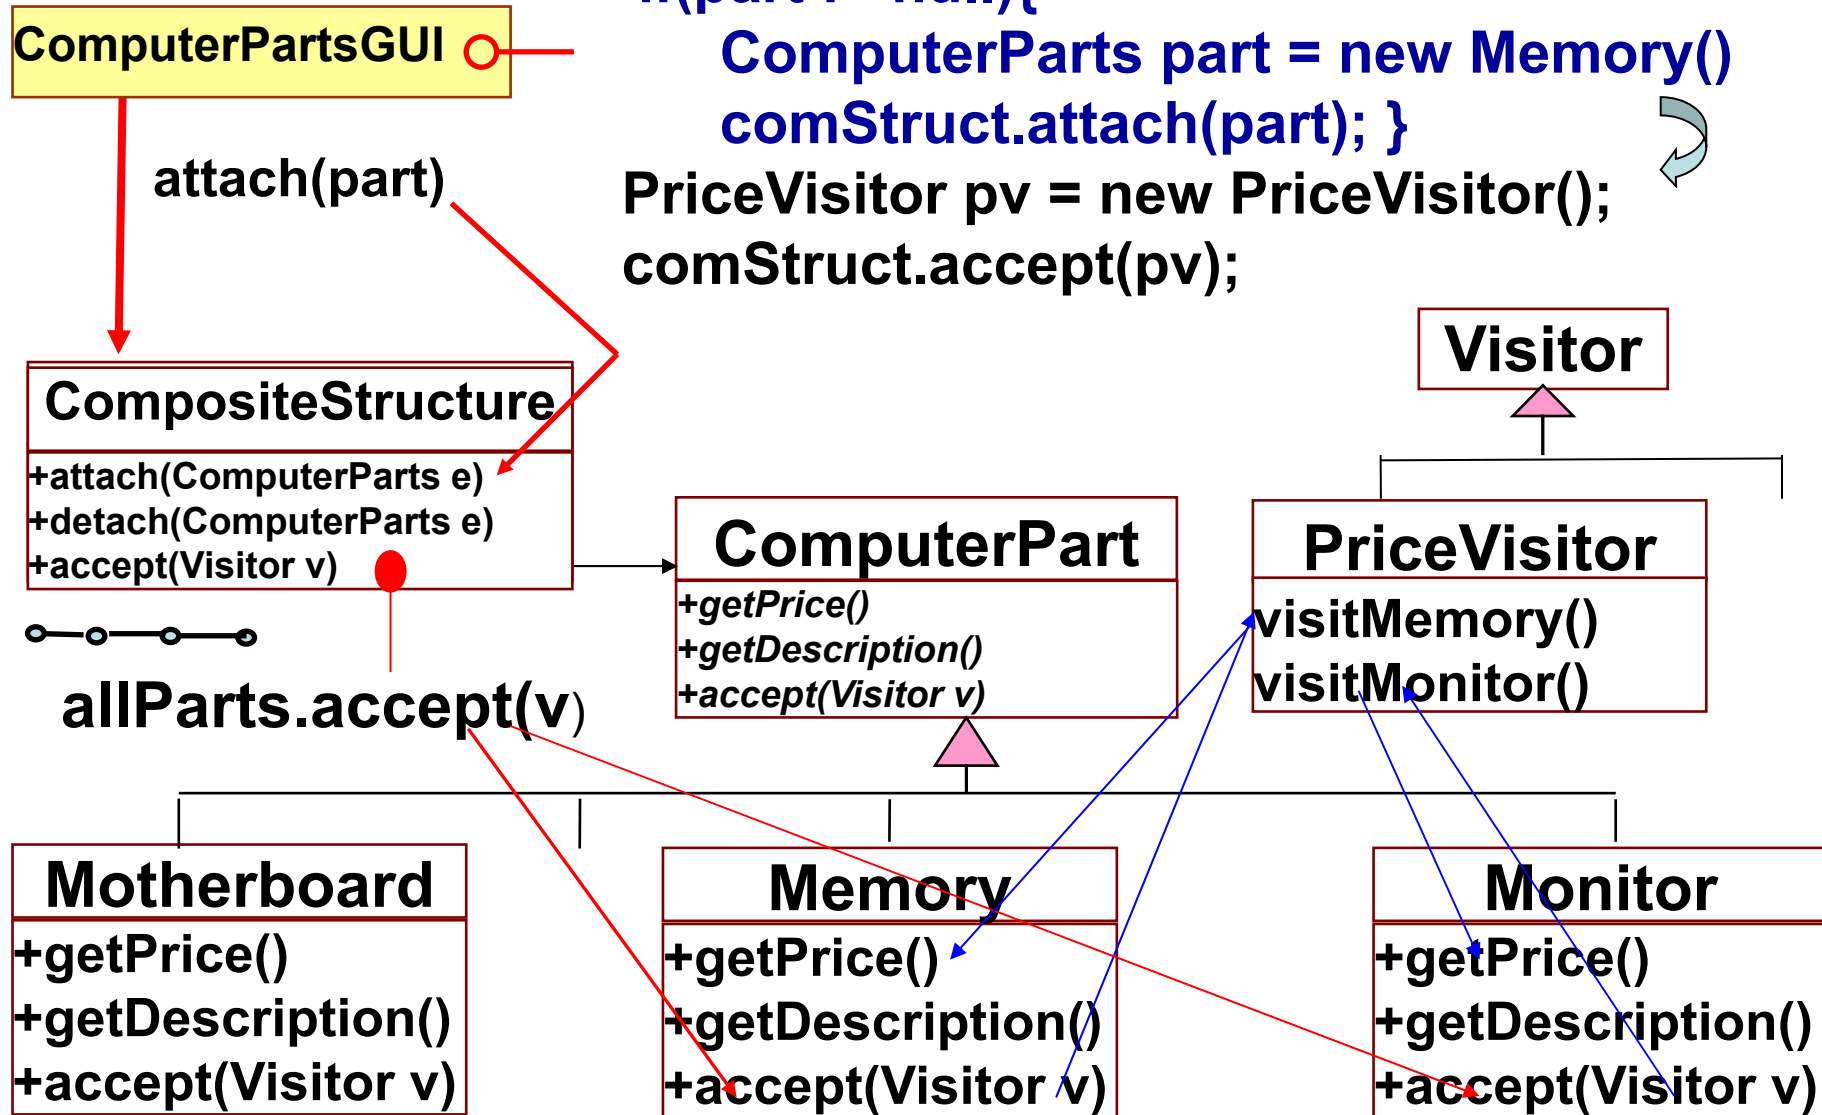 ComputerPartsGUI
ComputerParts part = new Memory()
comStruct.attach(part); }
attach(part)
PriceVisitor pv = new PriceVisitor();
comStruct.accept(pv);
Visitor
CompositeStructure
+attach(ComputerParts e)
+detach(ComputerParts e)
+accept(Visitor v)
ComputerPart
+getPrice()
+getDescription()
+accept(Visitor v)
PriceVisitor
visitMemory()
visitMonitor()
allParts.accept(v)
Motherboard
+getPrice()
+getDescription()
+accept(Visitor v)
Memory
+getPrice()
+getDescription()
+accept(Visitor v)
Monitor
+getPrice()
+getDescription()
+accept(Visitor v)